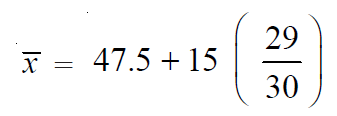 x̅ = 47.5 + 15 (29/30)